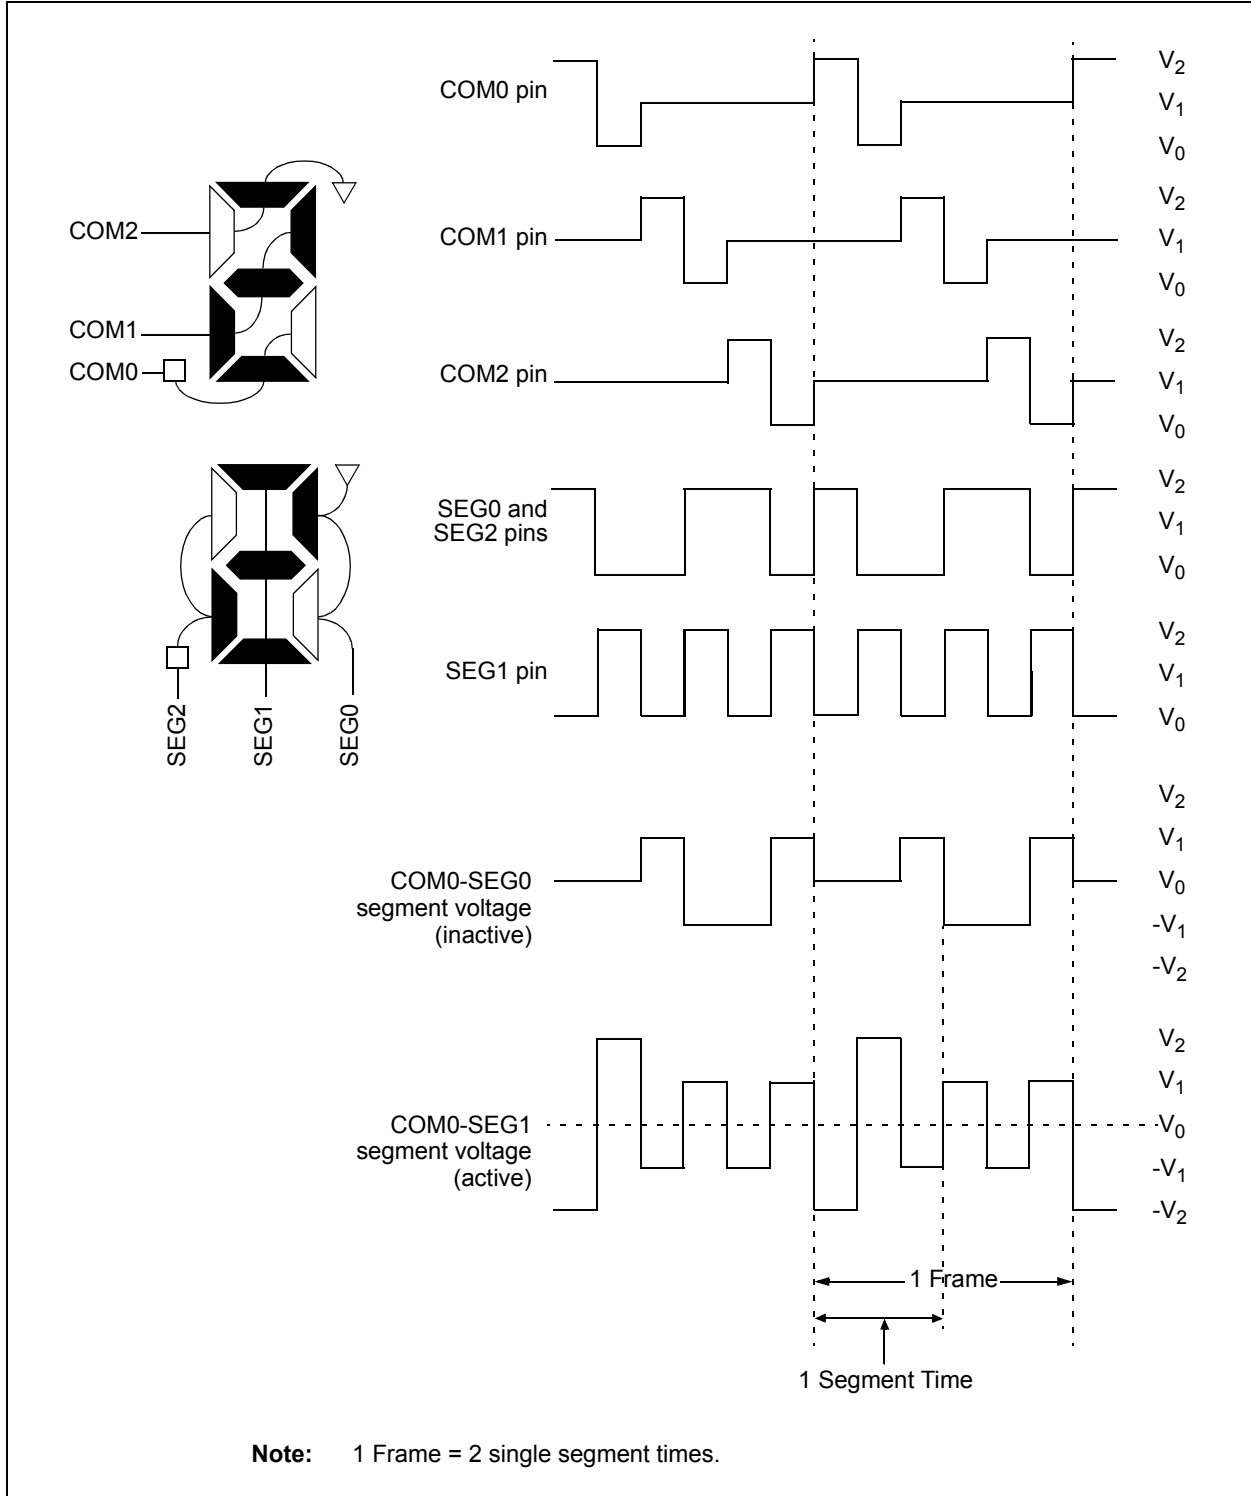 COM0 pin
V2
V1
V0
COM2
COM1
COM0
COM1 pin
V2
V1
V0
COM2 pin
V2
V1
V0
SEG2
SEG1
SEG0
SEG0 and
SEG2 pins
V2
V1
V0
SEG1 pin
V2
V1
V0
COM0-SEG0
segment voltage
(inactive)
V2
V1
V0
-V1
-V2
COM0-SEG1
segment voltage
(active)
V2
V1
V0
-V1
-V2
1 Frame
1 Segment Time
Note: 1 Frame = 2 single segment times.